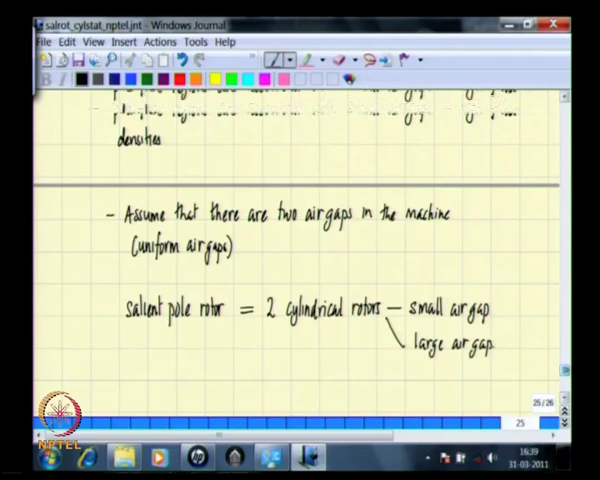 salrot_cylstat_nptel.jnt - Windows Journal
File Edit View Insert Actions Tools Help
densities
- Assume that there are two airgaps in the machine
(uniform airgaps)
salient pole rotor = 2 cylindrical rotors — small airgap
large airgap
25 / 26
25
NPTEL
16:39
31-03-2011